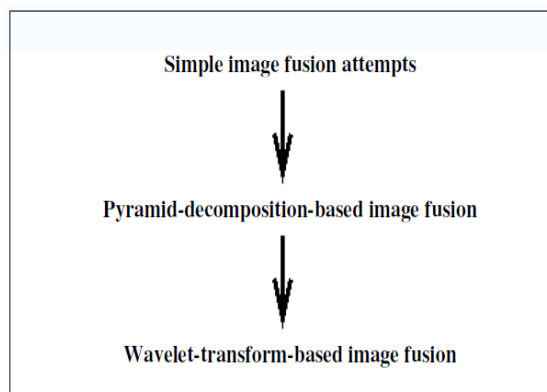 Simple image fusion attempts
Pyramid-decomposition-based image fusion
Wavelet-transform-based image fusion